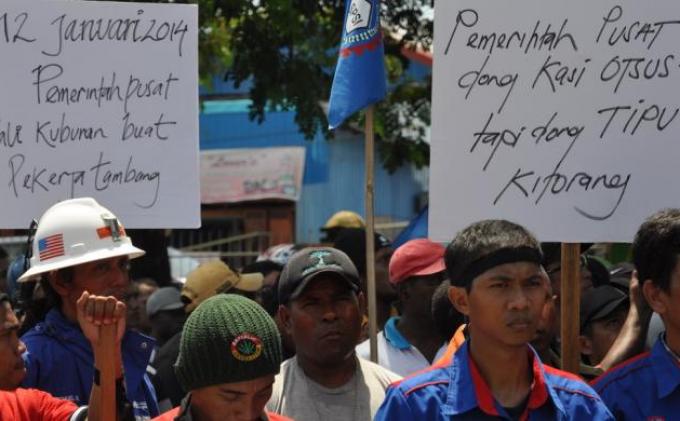 12 Januari 2014
Pemerintah pusat
kuburan buat
Pekerja tambang
Pemerintah PUSAT
dong Kasi OTSUS
tapi dong TIPU
Kitorang